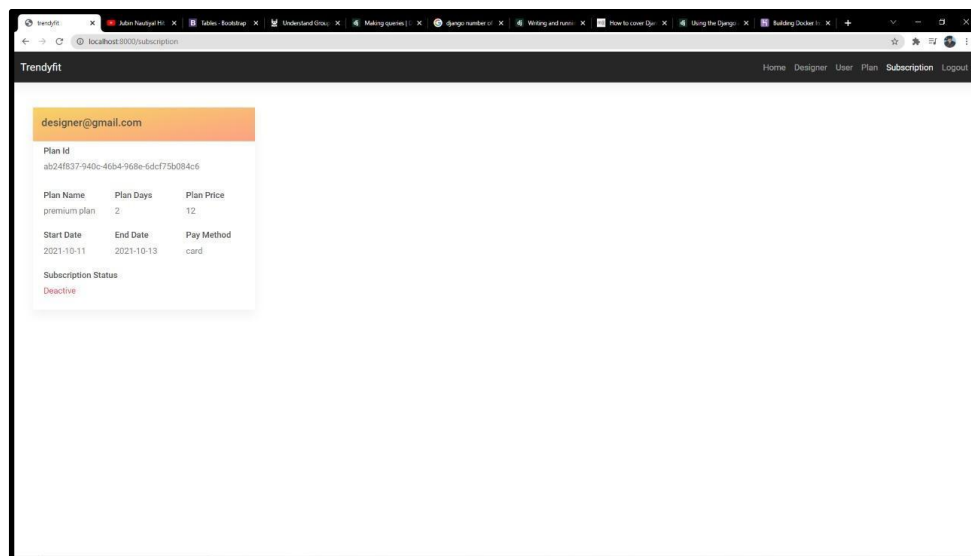 trendyfit
Jubin Nautiyal Hit
Tables · Bootstrap
Understand Group
Making queries | D
django number of
Writing and runni
How to cover Djan
Using the Django
Building Docker
localhost:8000/subscription
Trendyfit
Home Designer User Plan Subscription Logout
designer@gmail.com
Plan Id
ab24f837-940c-46b4-968e-6dcf75b084c6
Plan Name Plan Days Plan Price
premium plan 2 12
Start Date End Date Pay Method
2021-10-11 2021-10-13 card
Subscription Status
Deactive